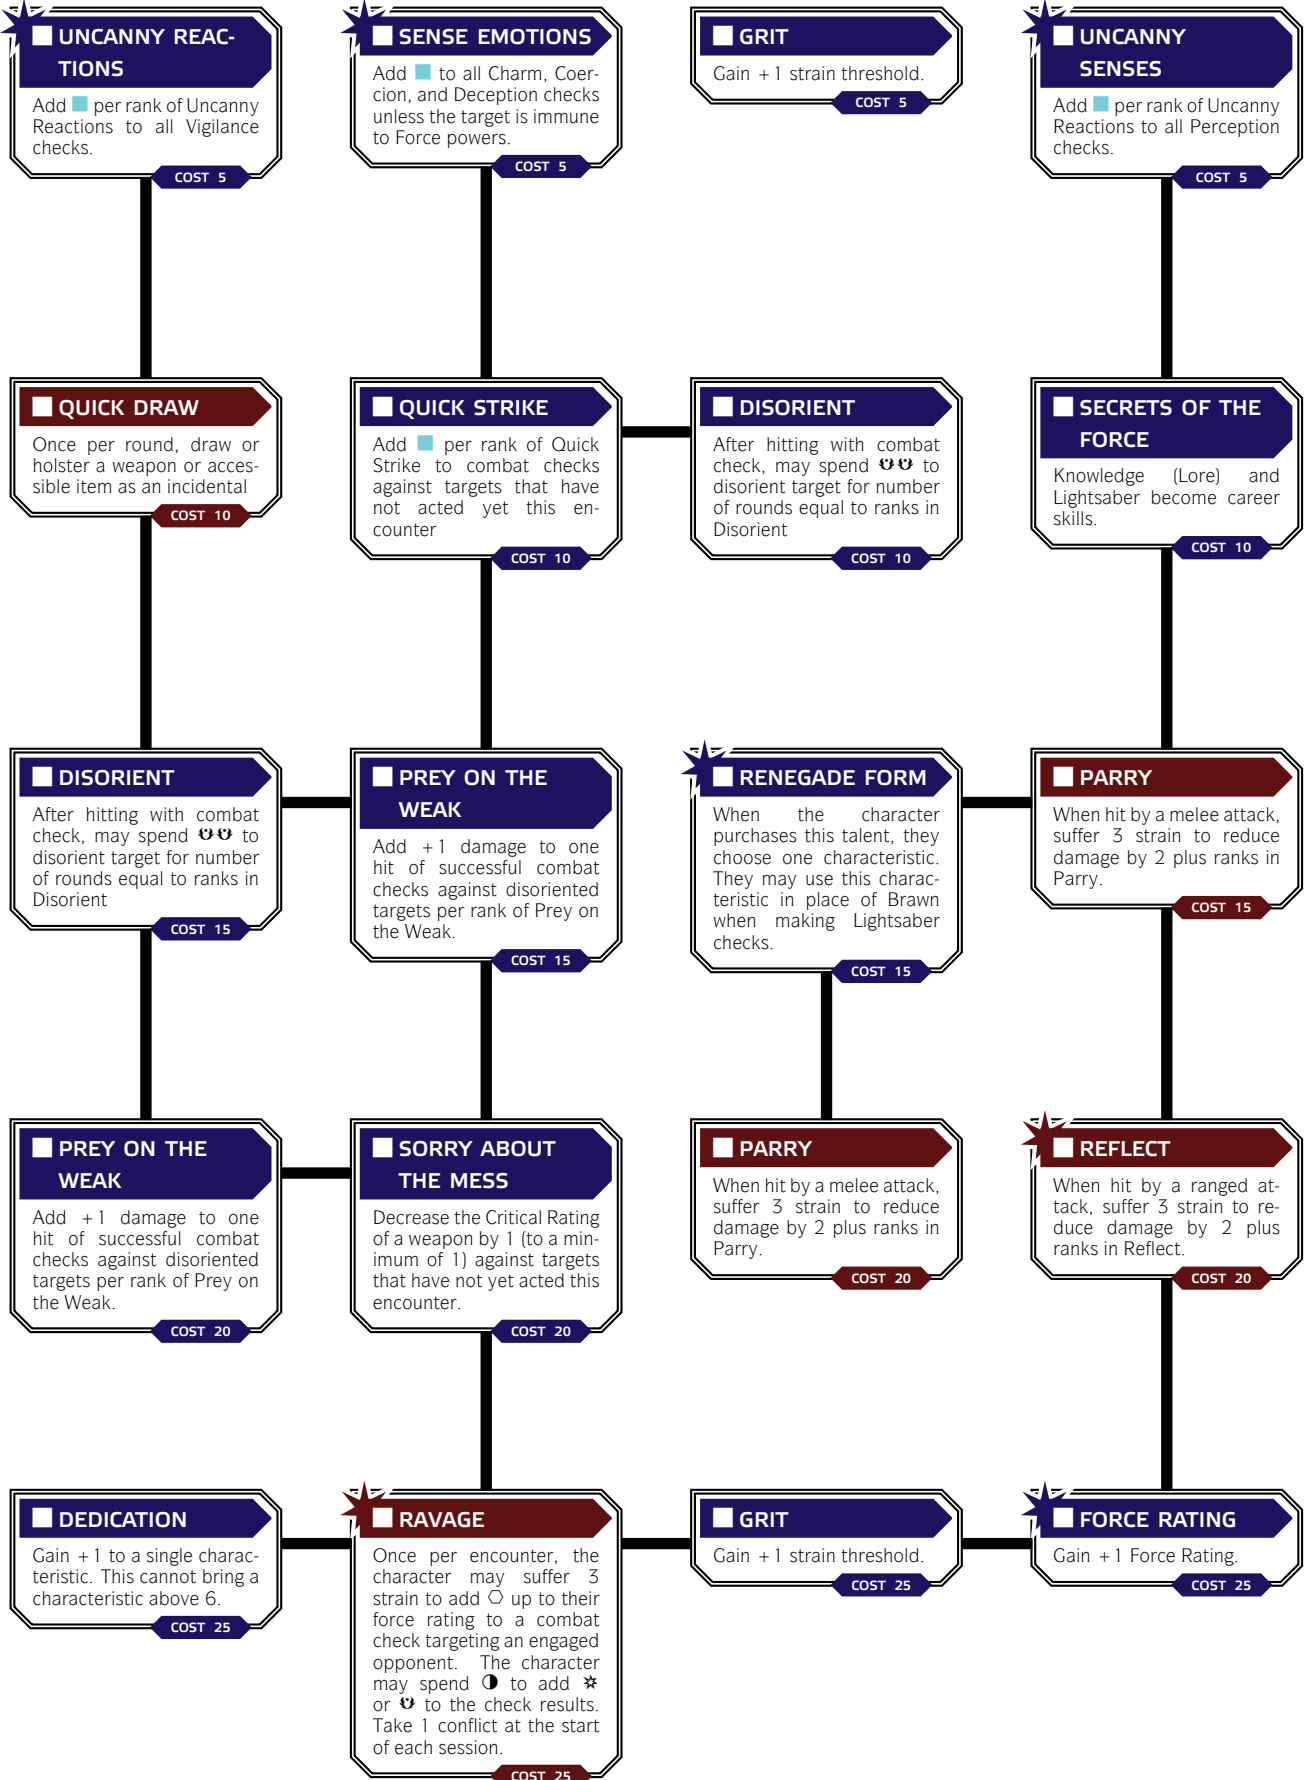 UNCANNY REAC-
TIONS
Add per rank of Uncanny
Reactions to all Vigilance
checks.
COST 5
SENSE EMOTIONS
Add to all Charm, Coer-
cion, and Deception checks
unless the target is immune
to Force powers.
COST 5
GRIT
Gain +1 strain threshold.
COST 5
UNCANNY
SENSES
Add per rank of Uncanny
Reactions to all Perception
checks.
COST 5
QUICK DRAW
Once per round, draw or
holster a weapon or acces-
sible item as an incidental
COST 10
QUICK STRIKE
Add per rank of Quick
Strike to combat checks
against targets that have
not acted yet this en-
counter
COST 10
DISORIENT
After hitting with combat
check, may spend to
disorient target for number
of rounds equal to ranks in
Disorient
COST 10
SECRETS OF THE
FORCE
Knowledge (Lore) and
Lightsaber become career
skills.
COST 10
DISORIENT
After hitting with combat
check, may spend to
disorient target for number
of rounds equal to ranks in
Disorient
COST 15
PREY ON THE
WEAK
Add +1 damage to one
hit of successful combat
checks against disoriented
targets per rank of Prey on
the Weak.
COST 15
RENEGADE FORM
When the character
purchases this talent, they
choose one characteristic.
They may use this charac-
teristic in place of Brawn
when making Lightsaber
checks.
COST 15
PARRY
When hit by a melee attack,
suffer 3 strain to reduce
damage by 2 plus ranks in
Parry.
COST 15
PREY ON THE
WEAK
Add +1 damage to one
hit of successful combat
checks against disoriented
targets per rank of Prey on
the Weak.
COST 20
SORRY ABOUT
THE MESS
Decrease the Critical Rating
of a weapon by 1 (to a min-
imum of 1) against targets
that have not yet acted this
encounter.
COST 20
PARRY
When hit by a melee attack,
suffer 3 strain to reduce
damage by 2 plus ranks in
Parry.
COST 20
REFLECT
When hit by a ranged at-
tack, suffer 3 strain to re-
duce damage by 2 plus
ranks in Reflect.
COST 20
DEDICATION
Gain +1 to a single charac-
teristic. This cannot bring a
characteristic above 6.
COST 25
RAVAGE
Once per encounter, the
character may suffer 3
strain to add up to their
force rating to a combat
check targeting an engaged
opponent. The character
may spend to add
or to the check results.
Take 1 conflict at the start
of each session.
COST 25
GRIT
Gain +1 strain threshold.
COST 25
FORCE RATING
Gain +1 Force Rating.
COST 25